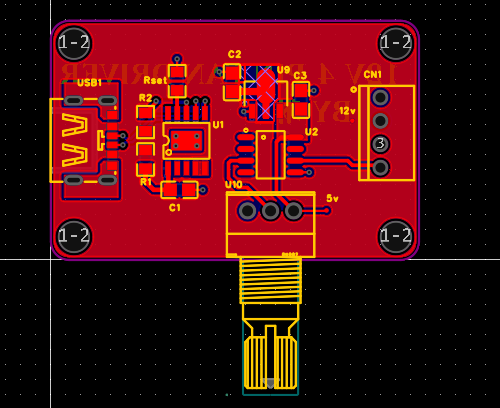 1-2
1-2
12V 4 P FAN DRIVER
BY
C2
U9
C3
CN1
USB1
Rset
R2
12v
U1
U2
3
R1
U10
C1
5v
1-2
1-2